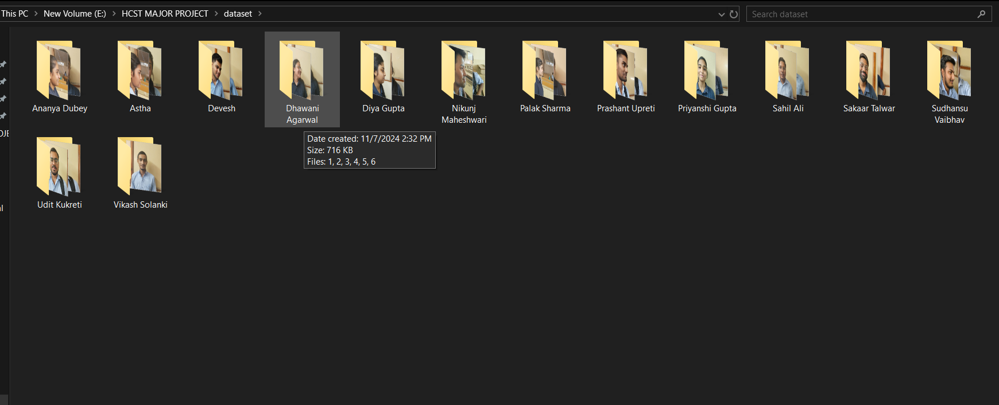 This PC > New Volume (E:) > HCST MAJOR PROJECT > dataset >
Search dataset
Ananya Dubey
Astha
Devesh
Dhawani
Agarwal
Diya Gupta
Nikunj
Maheshwari
Palak Sharma
Prashant Upreti
Priyanshi Gupta
Sahil Ali
Sakaar Talwar
Sudhansu
Vaibhav
Date created: 11/7/2024 2:32 PM
Size: 716 KB
Files: 1, 2, 3, 4, 5, 6
Udit Kukreti
Vikash Solanki